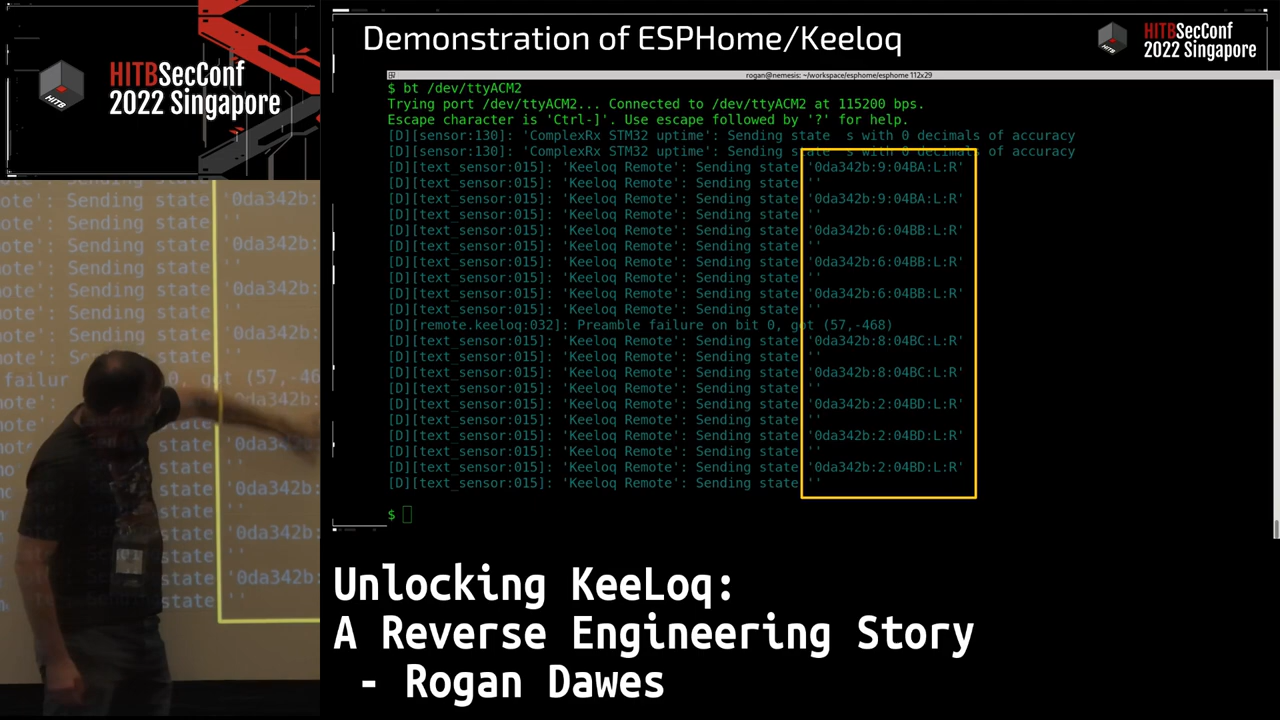 HITBSecConf
2022 Singapore
HITB
Demonstration of ESPHome/Keeloq
HITBSecConf
2022 Singapore
HITB
rogan@nemesis: ~/workspace/esphome/esphome 112x29
$ bt /dev/ttyACM2
Trying port /dev/ttyACM2... Connected to /dev/ttyACM2 at 115200 bps.
Escape character is 'Ctrl-]'. Use escape followed by '?' for help.
[D][sensor:130]: 'ComplexRx STM32 uptime': Sending state  s with 0 decimals of accuracy
[D][sensor:130]: 'ComplexRx STM32 uptime': Sending state  s with 0 decimals of accuracy
[D][text_sensor:015]: 'Keeloq Remote': Sending state '0da342b:9:04BA:L:R'
[D][text_sensor:015]: 'Keeloq Remote': Sending state ''
[D][text_sensor:015]: 'Keeloq Remote': Sending state '0da342b:9:04BA:L:R'
[D][text_sensor:015]: 'Keeloq Remote': Sending state ''
[D][text_sensor:015]: 'Keeloq Remote': Sending state '0da342b:6:04BB:L:R'
[D][text_sensor:015]: 'Keeloq Remote': Sending state ''
[D][text_sensor:015]: 'Keeloq Remote': Sending state '0da342b:6:04BB:L:R'
[D][text_sensor:015]: 'Keeloq Remote': Sending state ''
[D][text_sensor:015]: 'Keeloq Remote': Sending state '0da342b:6:04BB:L:R'
[D][text_sensor:015]: 'Keeloq Remote': Sending state ''
[D][remote.keeloq:032]: Preamble failure on bit 0, got (57,-468)
[D][text_sensor:015]: 'Keeloq Remote': Sending state '0da342b:8:04BC:L:R'
[D][text_sensor:015]: 'Keeloq Remote': Sending state ''
[D][text_sensor:015]: 'Keeloq Remote': Sending state '0da342b:8:04BC:L:R'
[D][text_sensor:015]: 'Keeloq Remote': Sending state ''
[D][text_sensor:015]: 'Keeloq Remote': Sending state '0da342b:2:04BD:L:R'
[D][text_sensor:015]: 'Keeloq Remote': Sending state ''
[D][text_sensor:015]: 'Keeloq Remote': Sending state '0da342b:2:04BD:L:R'
[D][text_sensor:015]: 'Keeloq Remote': Sending state ''
[D][text_sensor:015]: 'Keeloq Remote': Sending state '0da342b:2:04BD:L:R'
[D][text_sensor:015]: 'Keeloq Remote': Sending state ''
$
Unlocking KeeLoq:
A Reverse Engineering Story
- Rogan Dawes